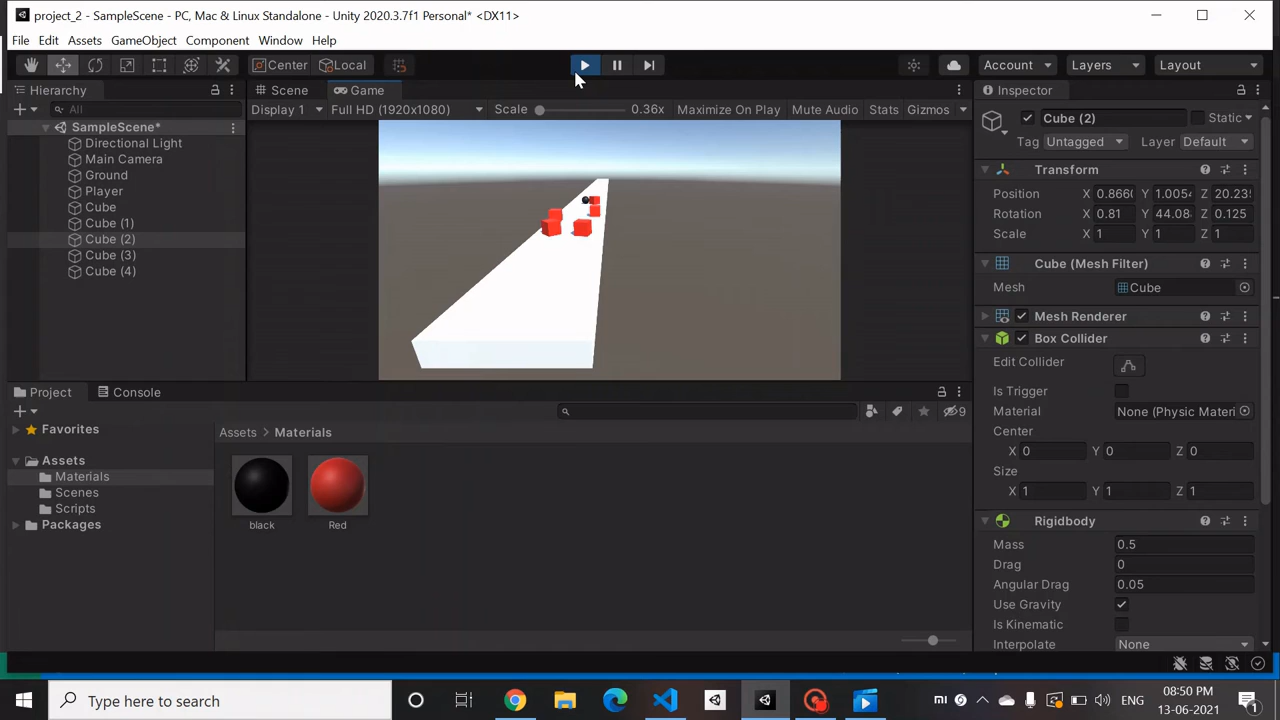 project_2 - SampleScene - PC, Mac & Linux Standalone - Unity 2020.3.7f1 Personal* <DX11>
File Edit Assets GameObject Component Window Help
Center Local Account Layers Layout
Hierarchy
All
SampleScene*
Directional Light
Main Camera
Ground
Player
Cube
Cube (1)
Cube (2)
Cube (3)
Cube (4)
Scene Game
Display 1 Full HD (1920x1080) Scale 0.36x Maximize On Play Mute Audio Stats Gizmos
Inspector
Cube (2) Static
Tag Untagged Layer Default
Transform
Position X 0.8660 Y 1.0054 Z 20.23
Rotation X 0.81 Y 44.08 Z 0.125
Scale X 1 Y 1 Z 1
Cube (Mesh Filter)
Mesh Cube
Mesh Renderer
Box Collider
Edit Collider
Is Trigger
Material None (Physic Materi
Center
X 0 Y 0 Z 0
Size
X 1 Y 1 Z 1
Rigidbody
Mass 0.5
Drag 0
Angular Drag 0.05
Use Gravity
Is Kinematic
Interpolate None
Project Console
9
Favorites
Assets
Materials
Scenes
Scripts
Packages
Assets > Materials
black Red
Type here to search
ENG
08:50 PM
13-06-2021
1